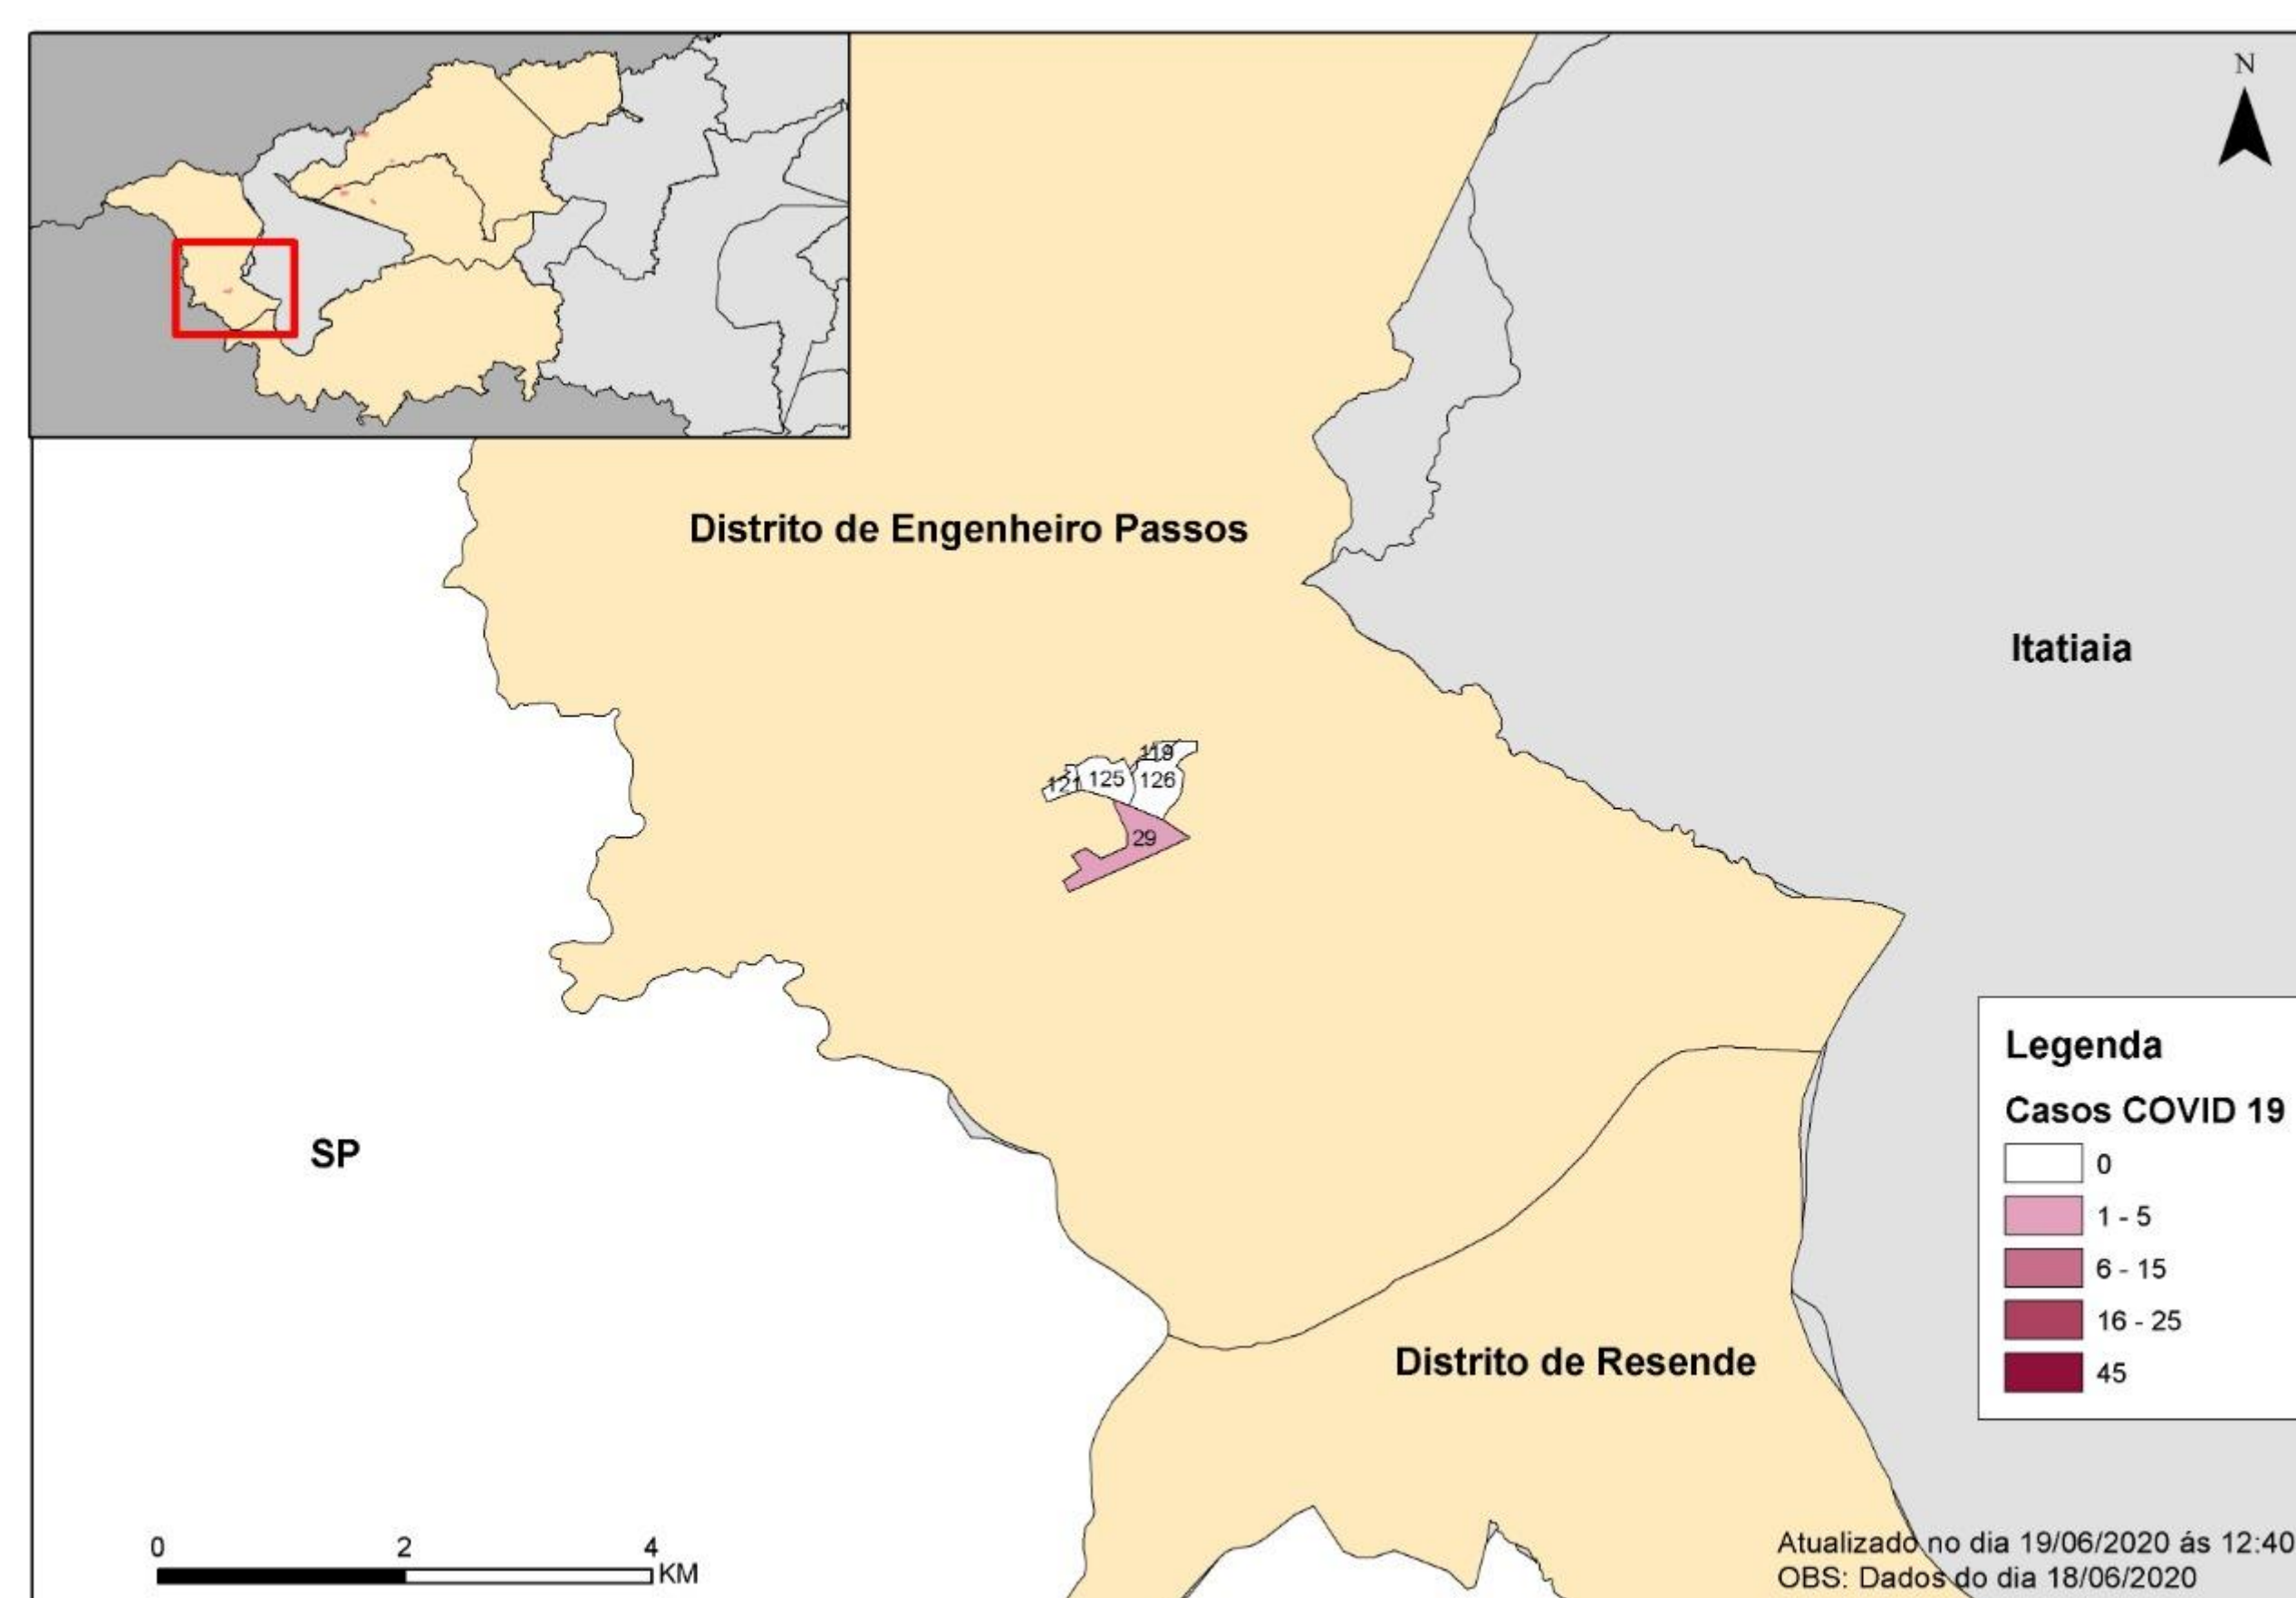 N
Distrito de Engenheiro Passos
Itatiaia
119
121 125 126
29
Legenda
Casos COVID 19
0
1 - 5
6 - 15
16 - 25
45
SP
Distrito de Resende
0 2 4
KM
Atualizado no dia 19/06/2020 ás 12:40
OBS: Dados do dia 18/06/2020